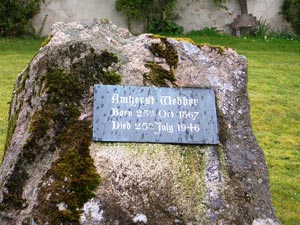 Amherst Webber
Born 25th Oct 1867
Died 25th July 1946